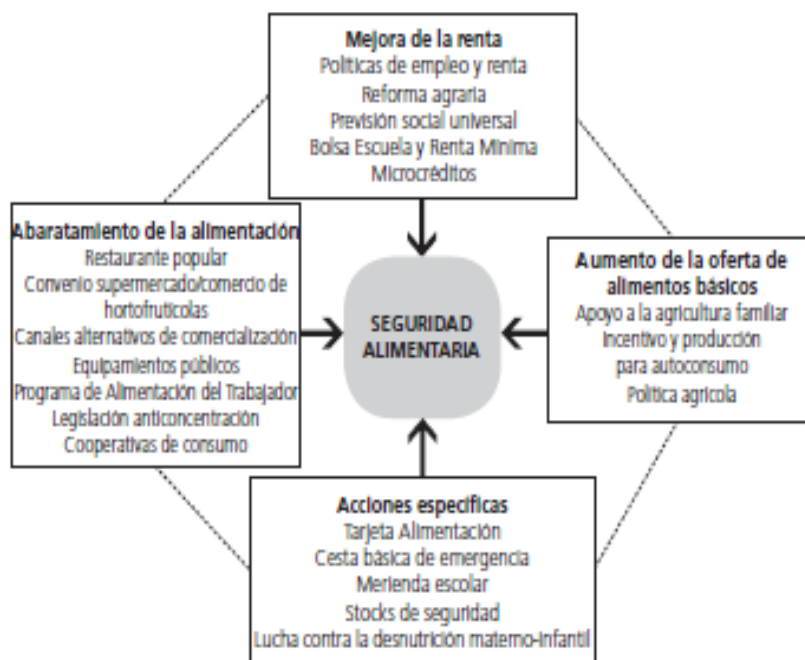 Mejora de la renta
Políticas de empleo y renta
Reforma agraria
Previsión social universal
Bolsa Escuela y Renta Mínima
Microcréditos
Abaratamiento de la alimentación
Restaurante popular
Convenio supermercado/comercio de
hortofrutícolas
Canales alternativos de comercialización
Equipamientos públicos
Programa de Alimentación del Trabajador
Legislación anticoncentración
Cooperativas de consumo
SEGURIDAD
ALIMENTARIA
Aumento de la oferta de
alimentos básicos
Apoyo a la agricultura familiar
Incentivo y producción
para autoconsumo
Política agrícola
Acciones específicas
Tarjeta Alimentación
Cesta básica de emergencia
Merienda escolar
Stocks de seguridad
Lucha contra la desnutrición materno-infantil